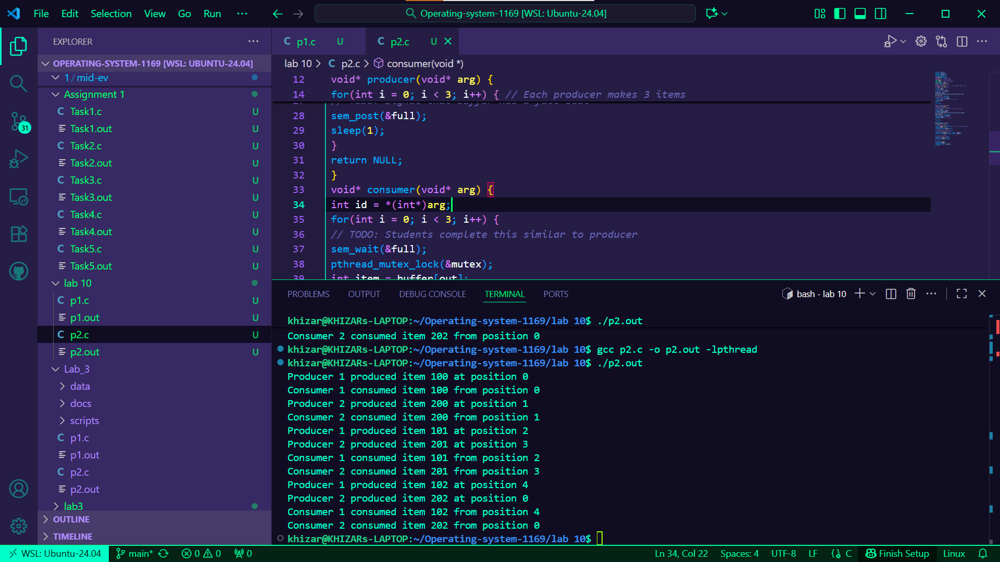 File Edit Selection View Go Run ···
Operating-system-1169 [WSL: Ubuntu-24.04]
EXPLORER
OPERATING-SYSTEM-1169 [WSL: UBUNTU-24.04]
1 / mid-ev
Assignment 1
C Task1.c U
Task1.out U
C Task2.c U
Task2.out U
C Task3.c U
Task3.out U
C Task4.c U
Task4.out U
C Task5.c U
Task5.out U
lab 10
C p1.c U
p1.out U
C p2.c U
p2.out U
Lab_3
data
docs
scripts
C p1.c
p1.out
C p2.c
p2.out
lab3
OUTLINE
TIMELINE
31
C p1.c U
C p2.c U
lab 10 > C p2.c > consumer(void *)
12 void* producer(void* arg) {
14 for(int i = 0; i < 3; i++) { // Each producer makes 3 items
28 sem_post(&full);
29 sleep(1);
30 }
31 return NULL;
32 }
33 void* consumer(void* arg) {
34 int id = *(int*)arg;
35 for(int i = 0; i < 3; i++) {
36 // TODO: Students complete this similar to producer
37 sem_wait(&full);
38 pthread_mutex_lock(&mutex);
39 int item = buffer[out];
PROBLEMS OUTPUT DEBUG CONSOLE TERMINAL PORTS
bash - lab 10
khizar@KHIZARs-LAPTOP:~/Operating-system-1169/lab 10$ ./p2.out
Consumer 2 consumed item 202 from position 0
khizar@KHIZARs-LAPTOP:~/Operating-system-1169/lab 10$ gcc p2.c -o p2.out -lpthread
khizar@KHIZARs-LAPTOP:~/Operating-system-1169/lab 10$ ./p2.out
Producer 1 produced item 100 at position 0
Consumer 1 consumed item 100 from position 0
Producer 2 produced item 200 at position 1
Consumer 2 consumed item 200 from position 1
Producer 1 produced item 101 at position 2
Producer 2 produced item 201 at position 3
Consumer 1 consumed item 101 from position 2
Consumer 2 consumed item 201 from position 3
Producer 1 produced item 102 at position 4
Producer 2 produced item 202 at position 0
Consumer 1 consumed item 102 from position 4
Consumer 2 consumed item 202 from position 0
khizar@KHIZARs-LAPTOP:~/Operating-system-1169/lab 10$
WSL: Ubuntu-24.04 main* 0 0 0 Ln 34, Col 22 Spaces: 4 UTF-8 LF {} C Finish Setup Linux